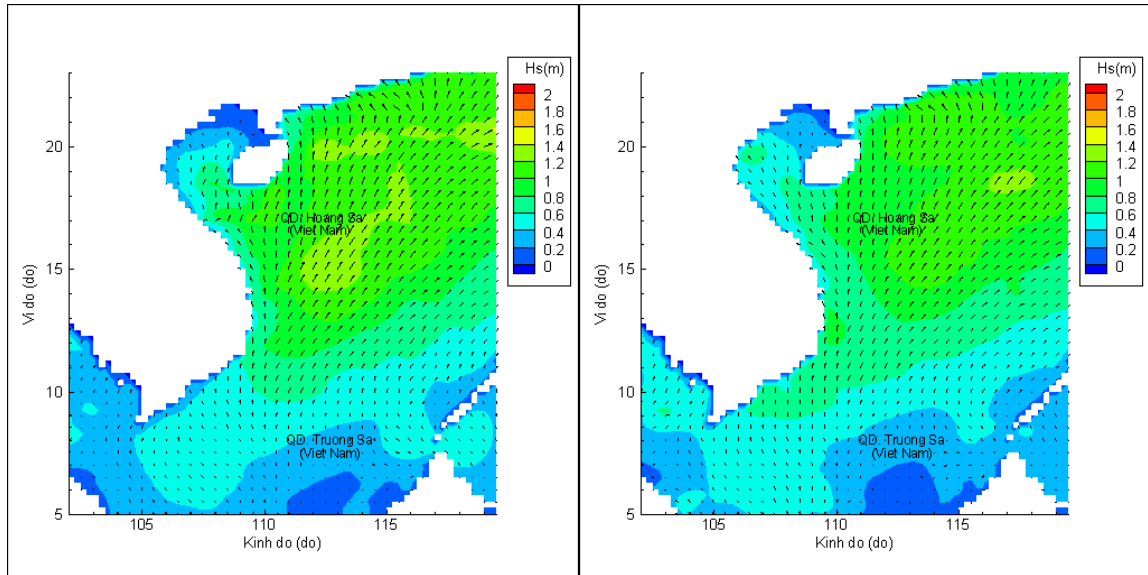 Hs(m)
2
1.8
1.6
1.4
1.2
1
0.8
0.6
0.4
0.2
0
20
15
10
5
Vi do (do)
105
110
115
Kinh do (do)
QD. Hoang Sa
(Viet Nam)
QD. Truong Sa
(Viet Nam)
Hs(m)
2
1.8
1.6
1.4
1.2
1
0.8
0.6
0.4
0.2
0
20
15
10
5
Vi do (do)
105
110
115
Kinh do (do)
QD. Hoang Sa
(Viet Nam)
QD. Truong Sa
(Viet Nam)